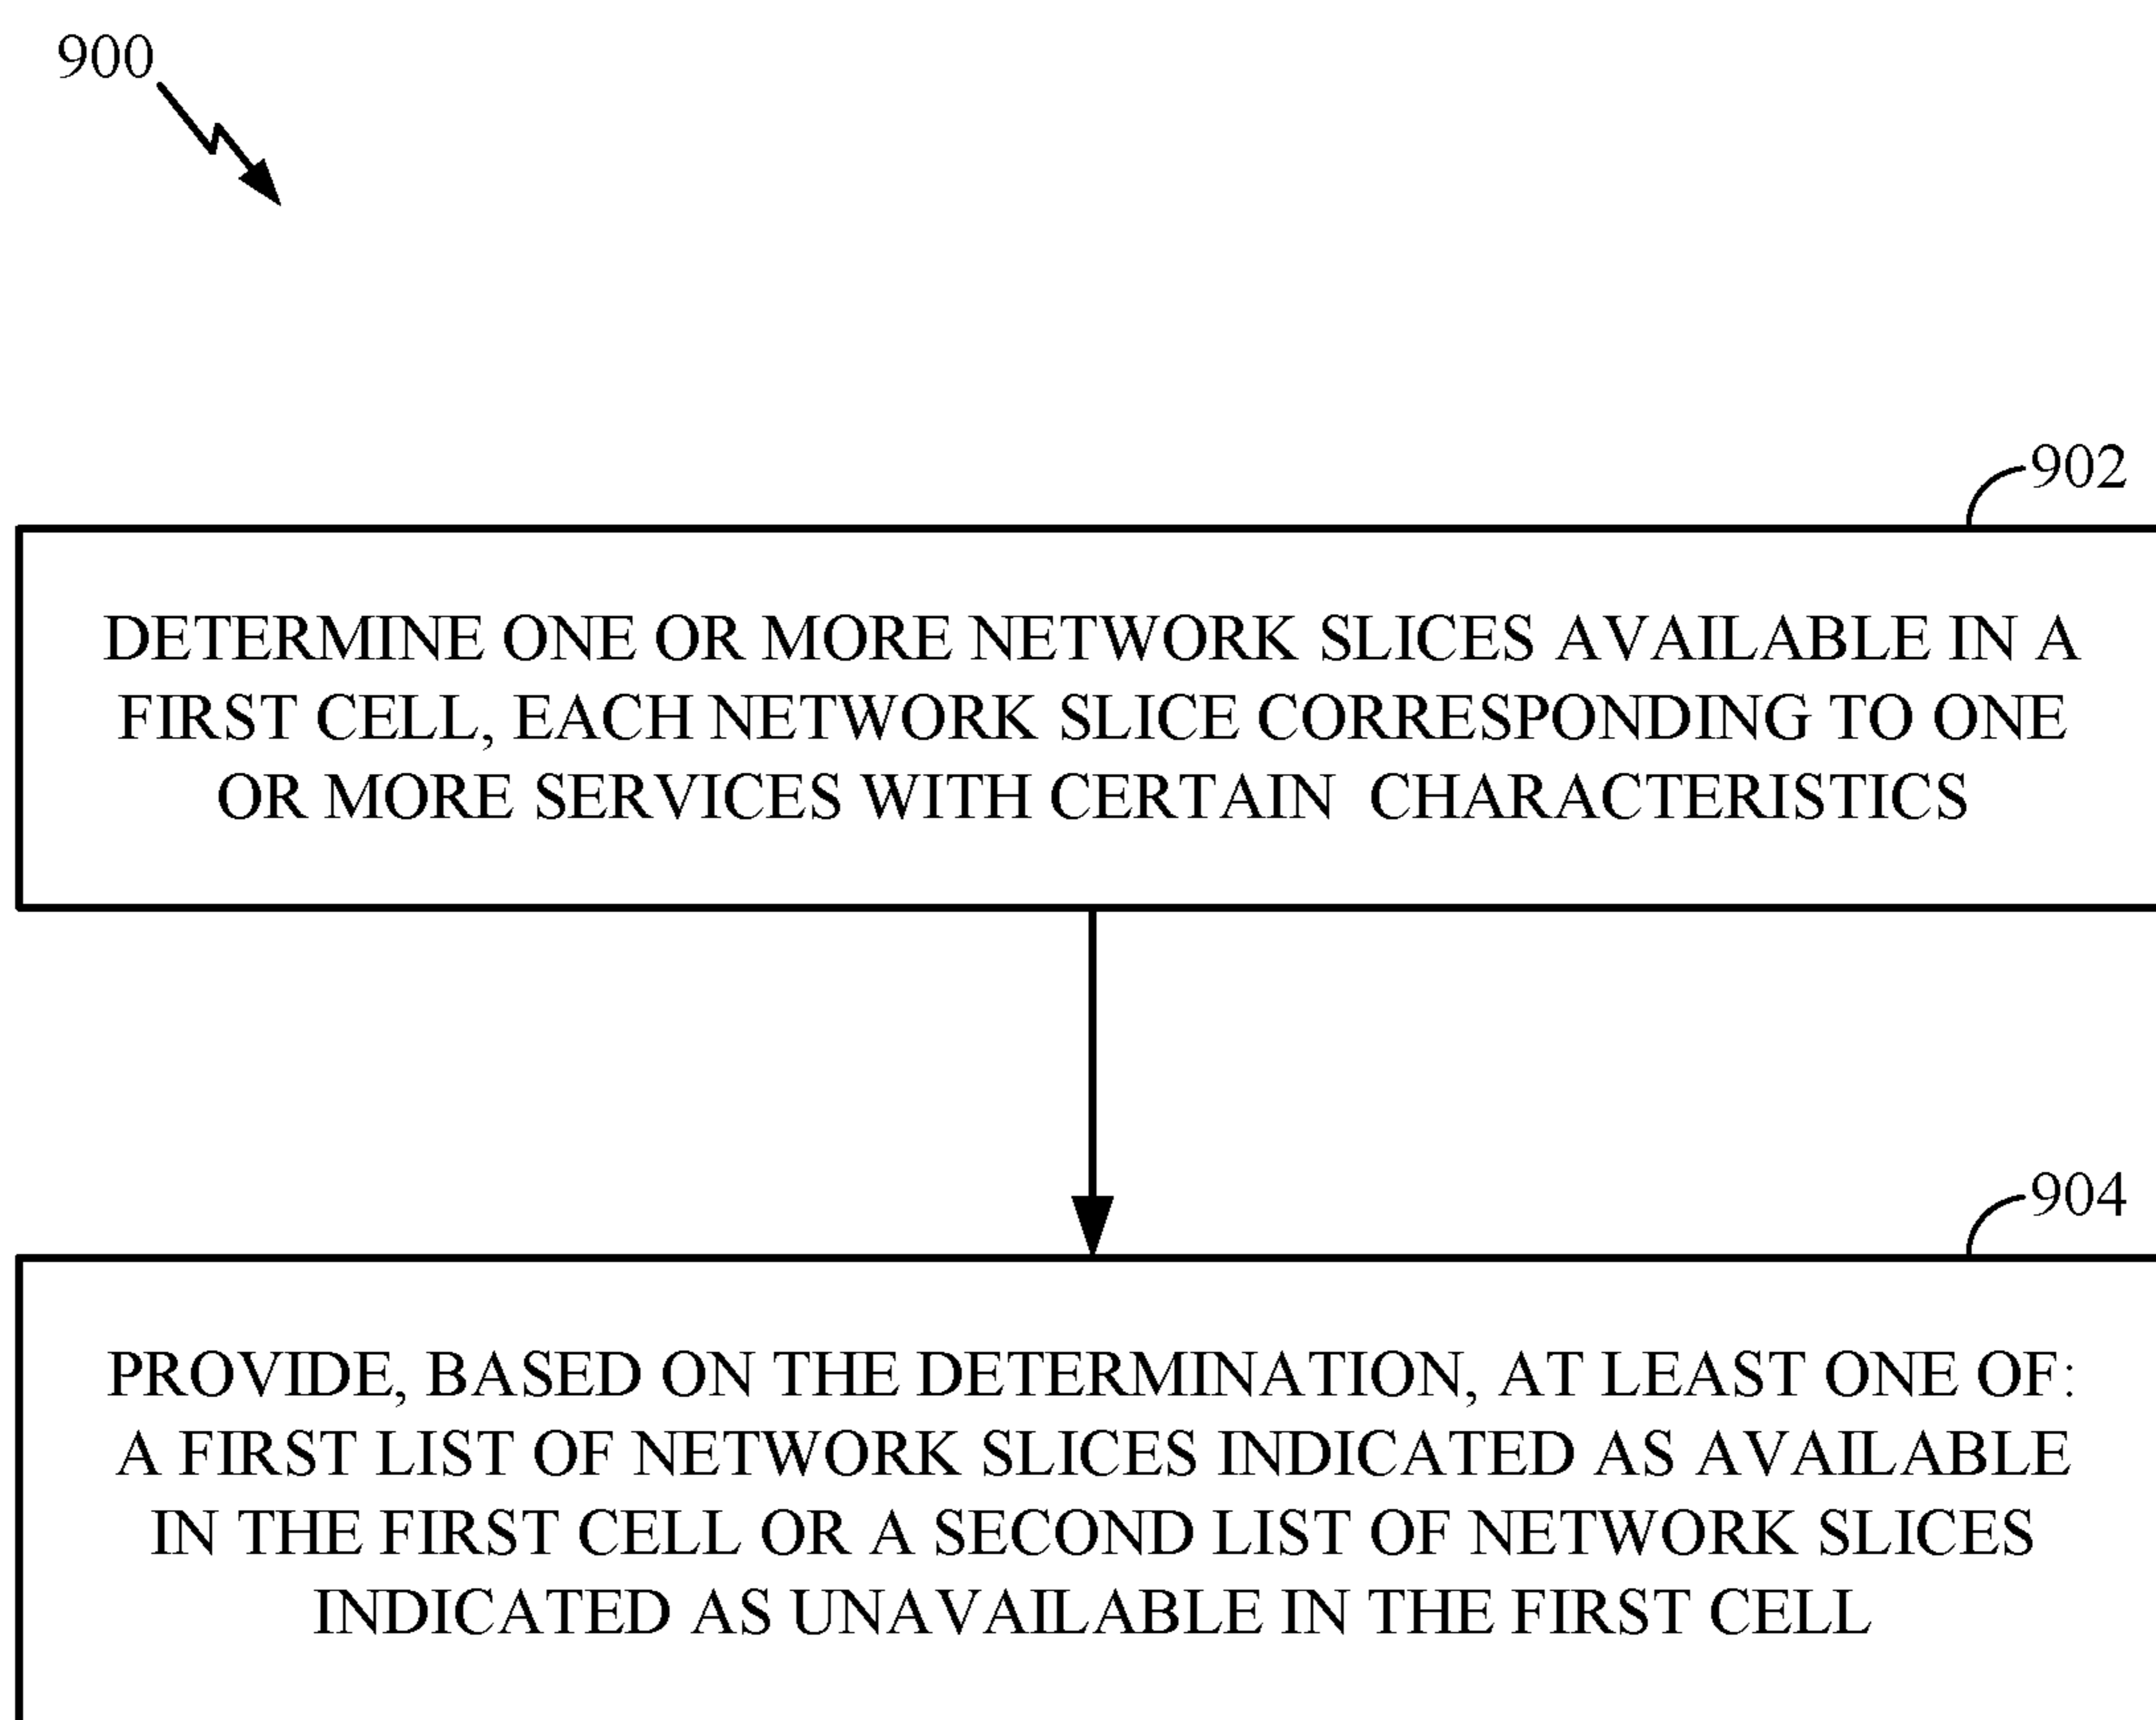 900
902
DETERMINE ONE OR MORE NETWORK SLICES AVAILABLE IN A
FIRST CELL, EACH NETWORK SLICE CORRESPONDING TO ONE
OR MORE SERVICES WITH CERTAIN CHARACTERISTICS
904
PROVIDE, BASED ON THE DETERMINATION, AT LEAST ONE OF:
A FIRST LIST OF NETWORK SLICES INDICATED AS AVAILABLE
IN THE FIRST CELL OR A SECOND LIST OF NETWORK SLICES
INDICATED AS UNAVAILABLE IN THE FIRST CELL